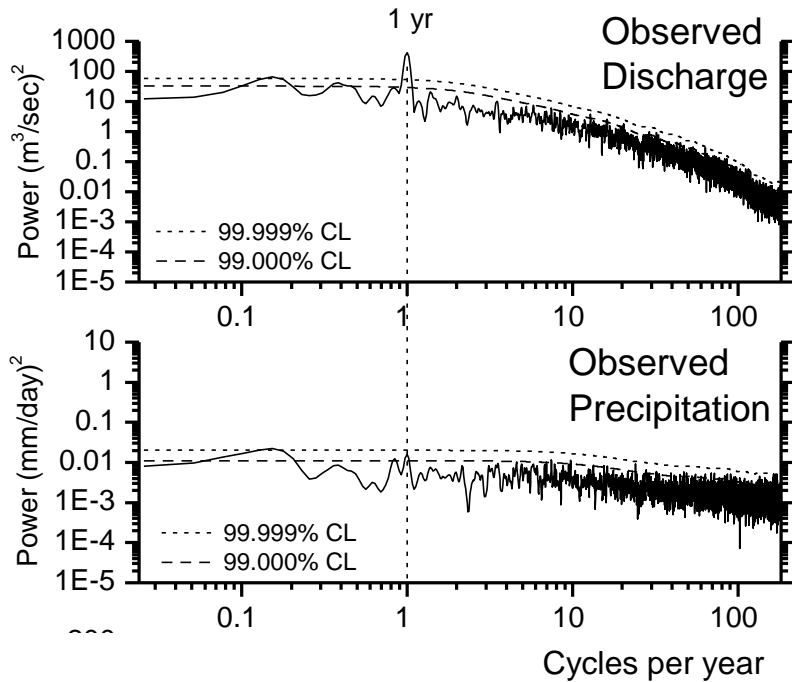 1 yr
Observed
Discharge
Power (m³/sec)²
1000
100
10
1
0.1
0.01
1E-3
1E-4
1E-5
99.999% CL
99.000% CL
0.1
1
10
100
Observed
Precipitation
Power (mm/day)²
10
1
0.1
0.01
1E-3
1E-4
1E-5
99.999% CL
99.000% CL
0.1
1
10
100
Cycles per year